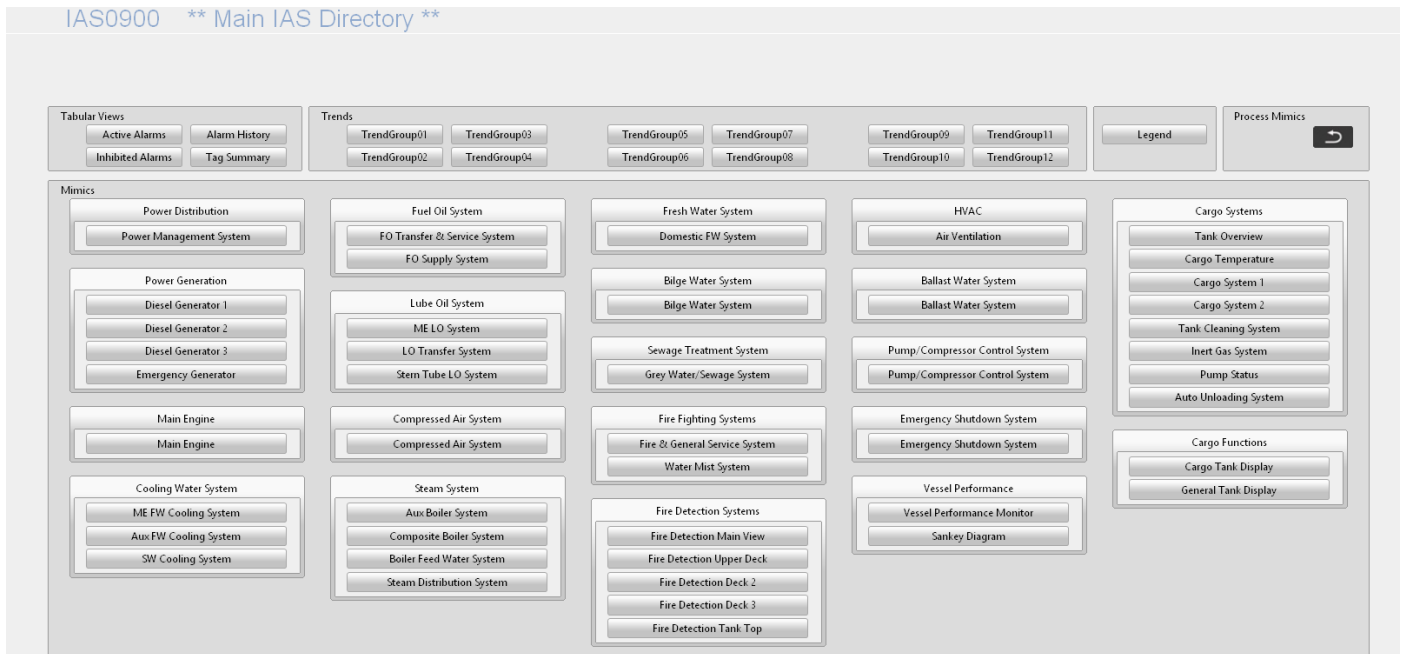 IAS0900 ** Main IAS Directory **
Tabular Views
Active Alarms Alarm History
Inhibited Alarms Tag Summary
Trends
TrendGroup01 TrendGroup03 TrendGroup05 TrendGroup07 TrendGroup09 TrendGroup11
TrendGroup02 TrendGroup04 TrendGroup06 TrendGroup08 TrendGroup10 TrendGroup12
Legend
Process Mimics
Mimics
Power Distribution
Power Management System
Power Generation
Diesel Generator 1
Diesel Generator 2
Diesel Generator 3
Emergency Generator
Main Engine
Main Engine
Cooling Water System
ME FW Cooling System
Aux FW Cooling System
SW Cooling System
Fuel Oil System
FO Transfer & Service System
FO Supply System
Lube Oil System
ME LO System
LO Transfer System
Stern Tube LO System
Compressed Air System
Compressed Air System
Steam System
Aux Boiler System
Composite Boiler System
Boiler Feed Water System
Steam Distribution System
Fresh Water System
Domestic FW System
Bilge Water System
Bilge Water System
Sewage Treatment System
Grey Water/Sewage System
Fire Fighting Systems
Fire & General Service System
Water Mist System
Fire Detection Systems
Fire Detection Main View
Fire Detection Upper Deck
Fire Detection Deck 2
Fire Detection Deck 3
Fire Detection Tank Top
HVAC
Air Ventilation
Ballast Water System
Ballast Water System
Pump/Compressor Control System
Pump/Compressor Control System
Emergency Shutdown System
Emergency Shutdown System
Vessel Performance
Vessel Performance Monitor
Sankey Diagram
Cargo Systems
Tank Overview
Cargo Temperature
Cargo System 1
Cargo System 2
Tank Cleaning System
Inert Gas System
Pump Status
Auto Unloading System
Cargo Functions
Cargo Tank Display
General Tank Display